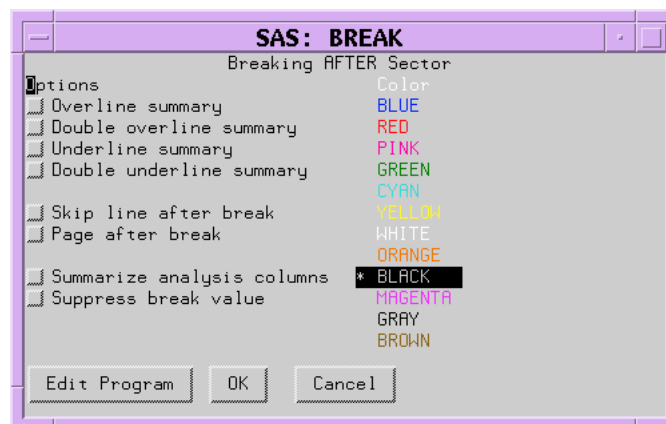 SAS: BREAK
Breaking AFTER Sector
Options Color
Overline summary BLUE
Double overline summary RED
Underline summary PINK
Double underline summary GREEN
CYAN
Skip line after break YELLOW
Page after break WHITE
ORANGE
Summarize analysis columns * BLACK
Suppress break value MAGENTA
GRAY
BROWN
Edit Program OK Cancel